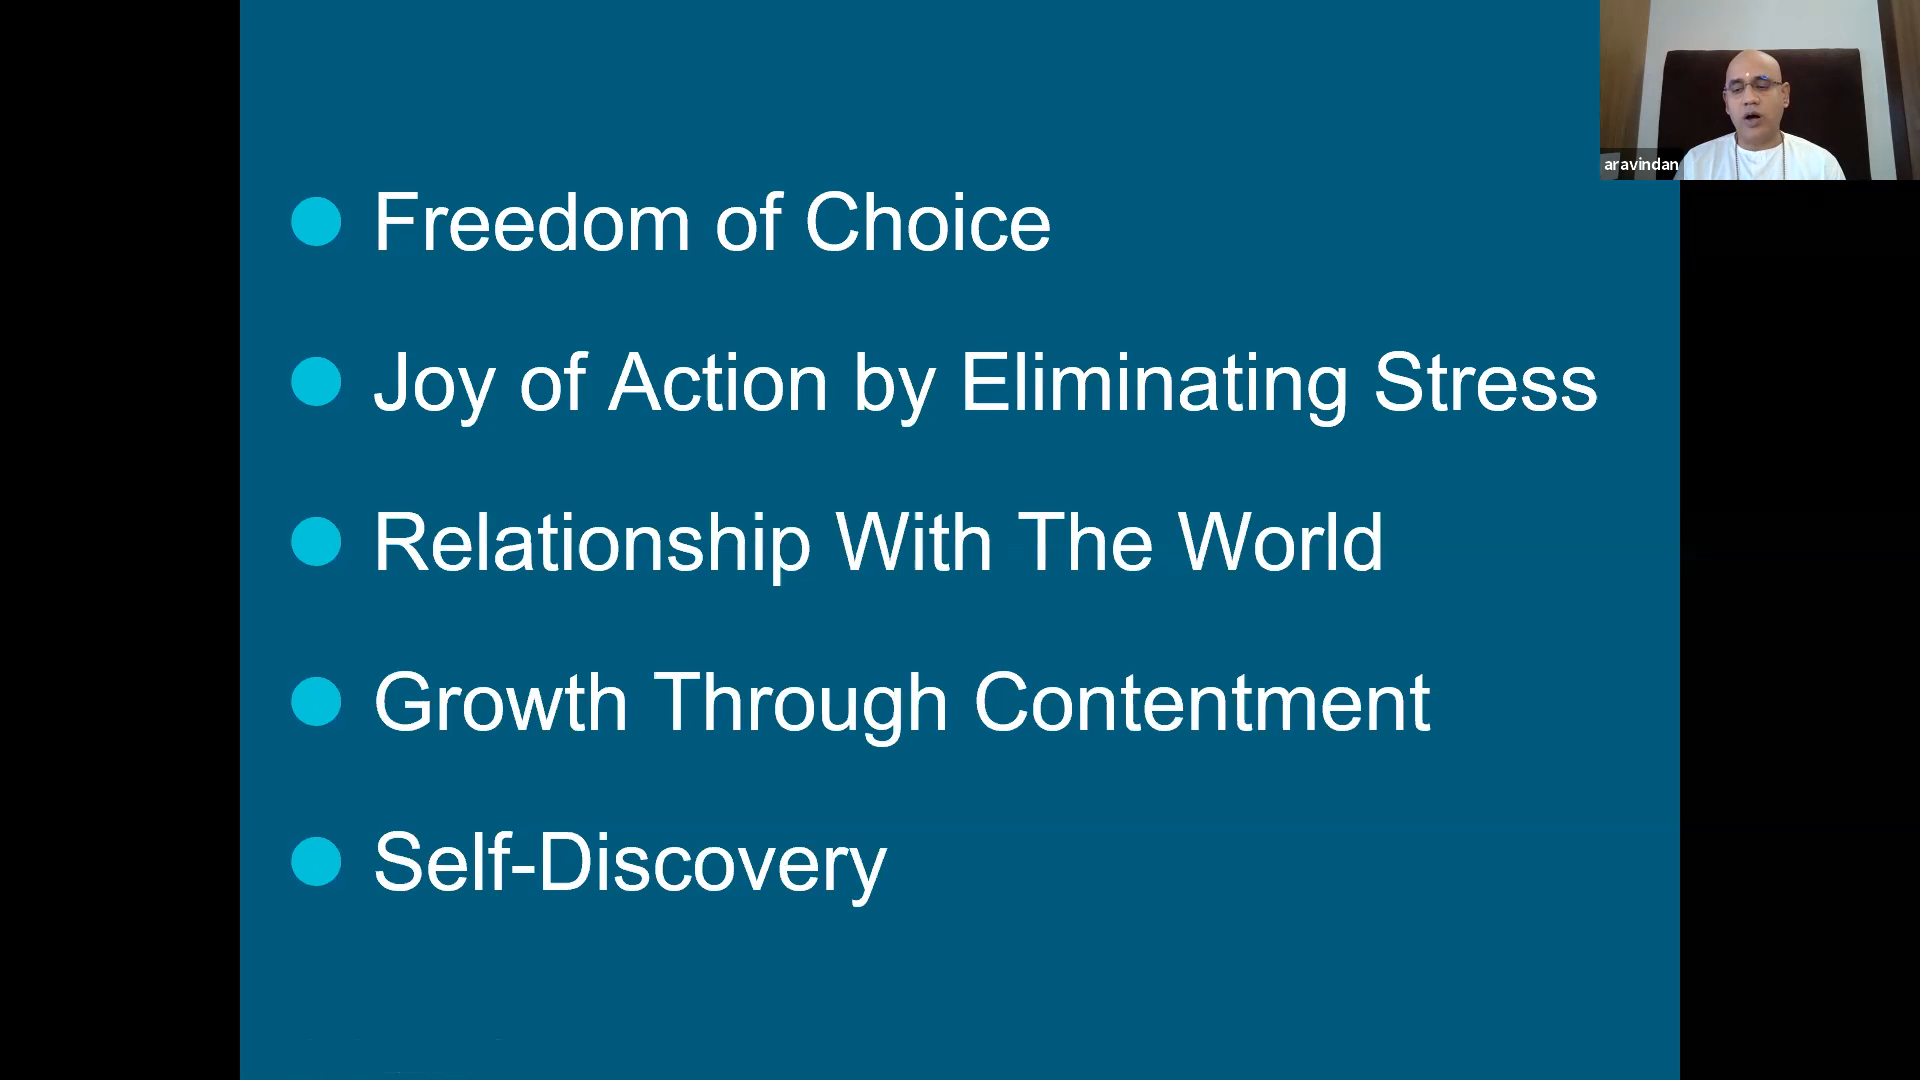 aravindan
Freedom of Choice
Joy of Action by Eliminating Stress
Relationship With The World
Growth Through Contentment
Self-Discovery